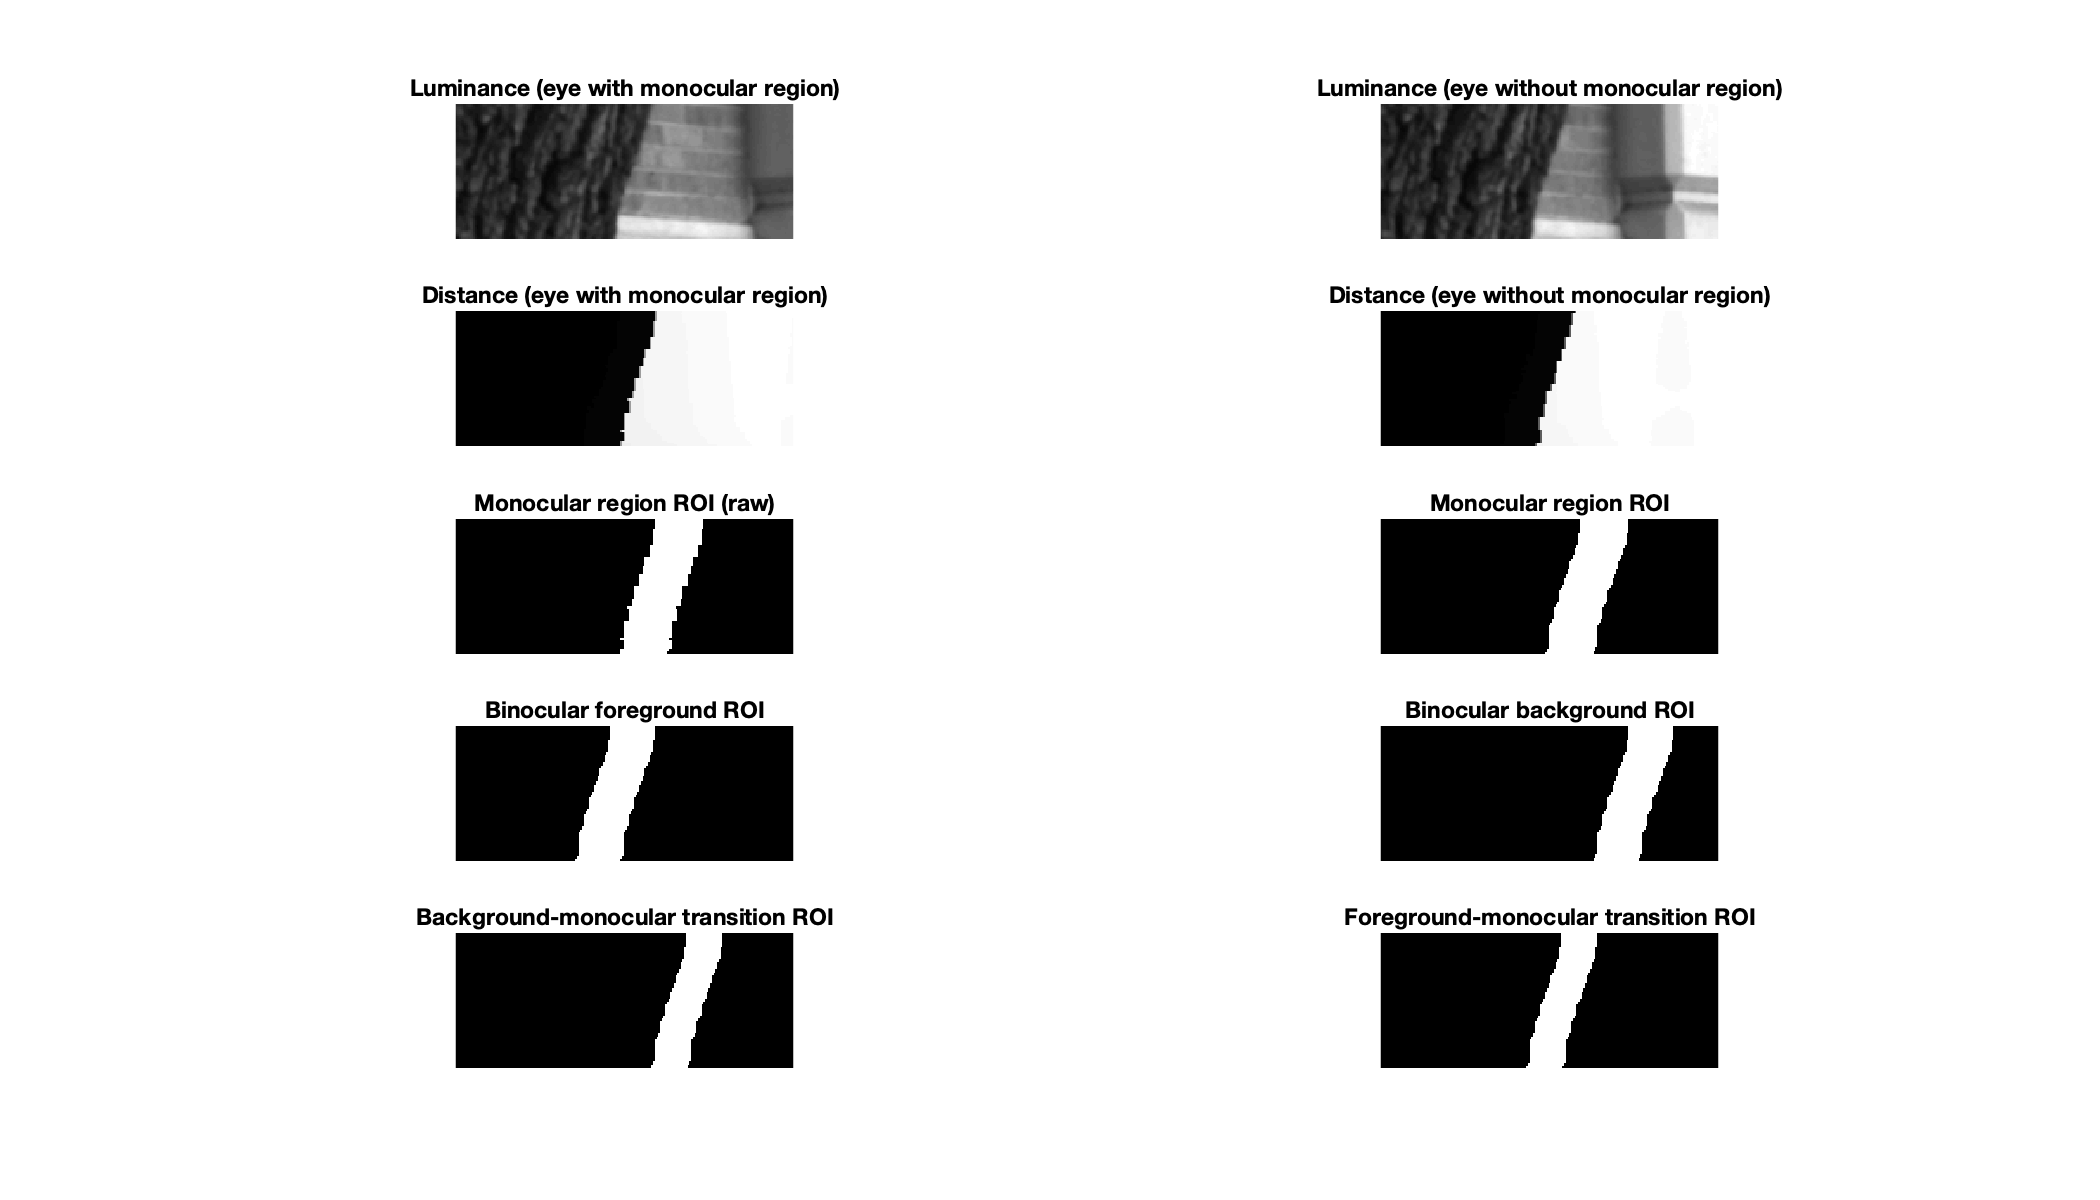 Luminance (eye with monocular region)
Luminance (eye without monocular region)
Distance (eye with monocular region)
Distance (eye without monocular region)
Monocular region ROI (raw)
Monocular region ROI
Binocular foreground ROI
Binocular background ROI
Background-monocular transition ROI
Foreground-monocular transition ROI